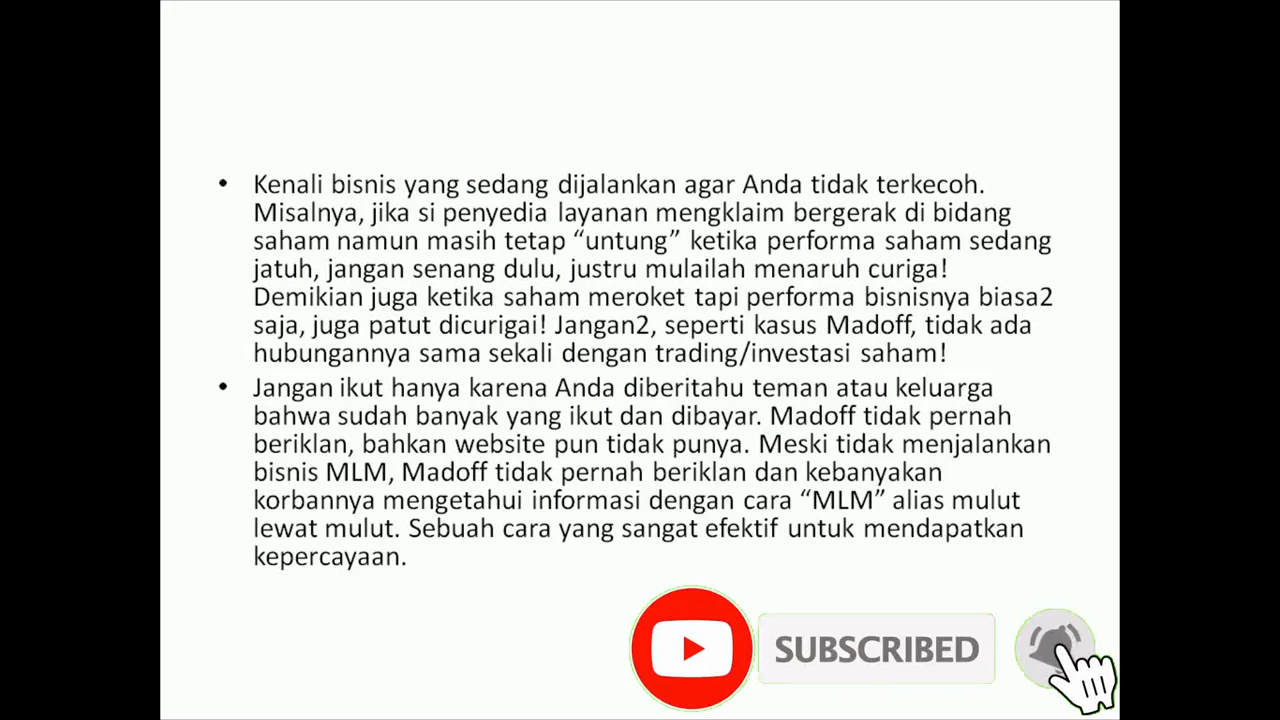 • Kenali bisnis yang sedang dijalankan agar Anda tidak terkecoh.
Misalnya, jika si penyedia layanan mengklaim bergerak di bidang
saham namun masih tetap “untung” ketika performa saham sedang
jatuh, jangan senang dulu, justru mulailah menaruh curiga!
Demikian juga ketika saham meroket tapi performa bisnisnya biasa2
saja, juga patut dicurigai! Jangan2, seperti kasus Madoff, tidak ada
hubungannya sama sekali dengan trading/investasi saham!
• Jangan ikut hanya karena Anda diberitahu teman atau keluarga
bahwa sudah banyak yang ikut dan dibayar. Madoff tidak pernah
beriklan, bahkan website pun tidak punya. Meski tidak menjalankan
bisnis MLM, Madoff tidak pernah beriklan dan kebanyakan
korbannya mengetahui informasi dengan cara “MLM” alias mulut
lewat mulut. Sebuah cara yang sangat efektif untuk mendapatkan
kepercayaan.
SUBSCRIBED